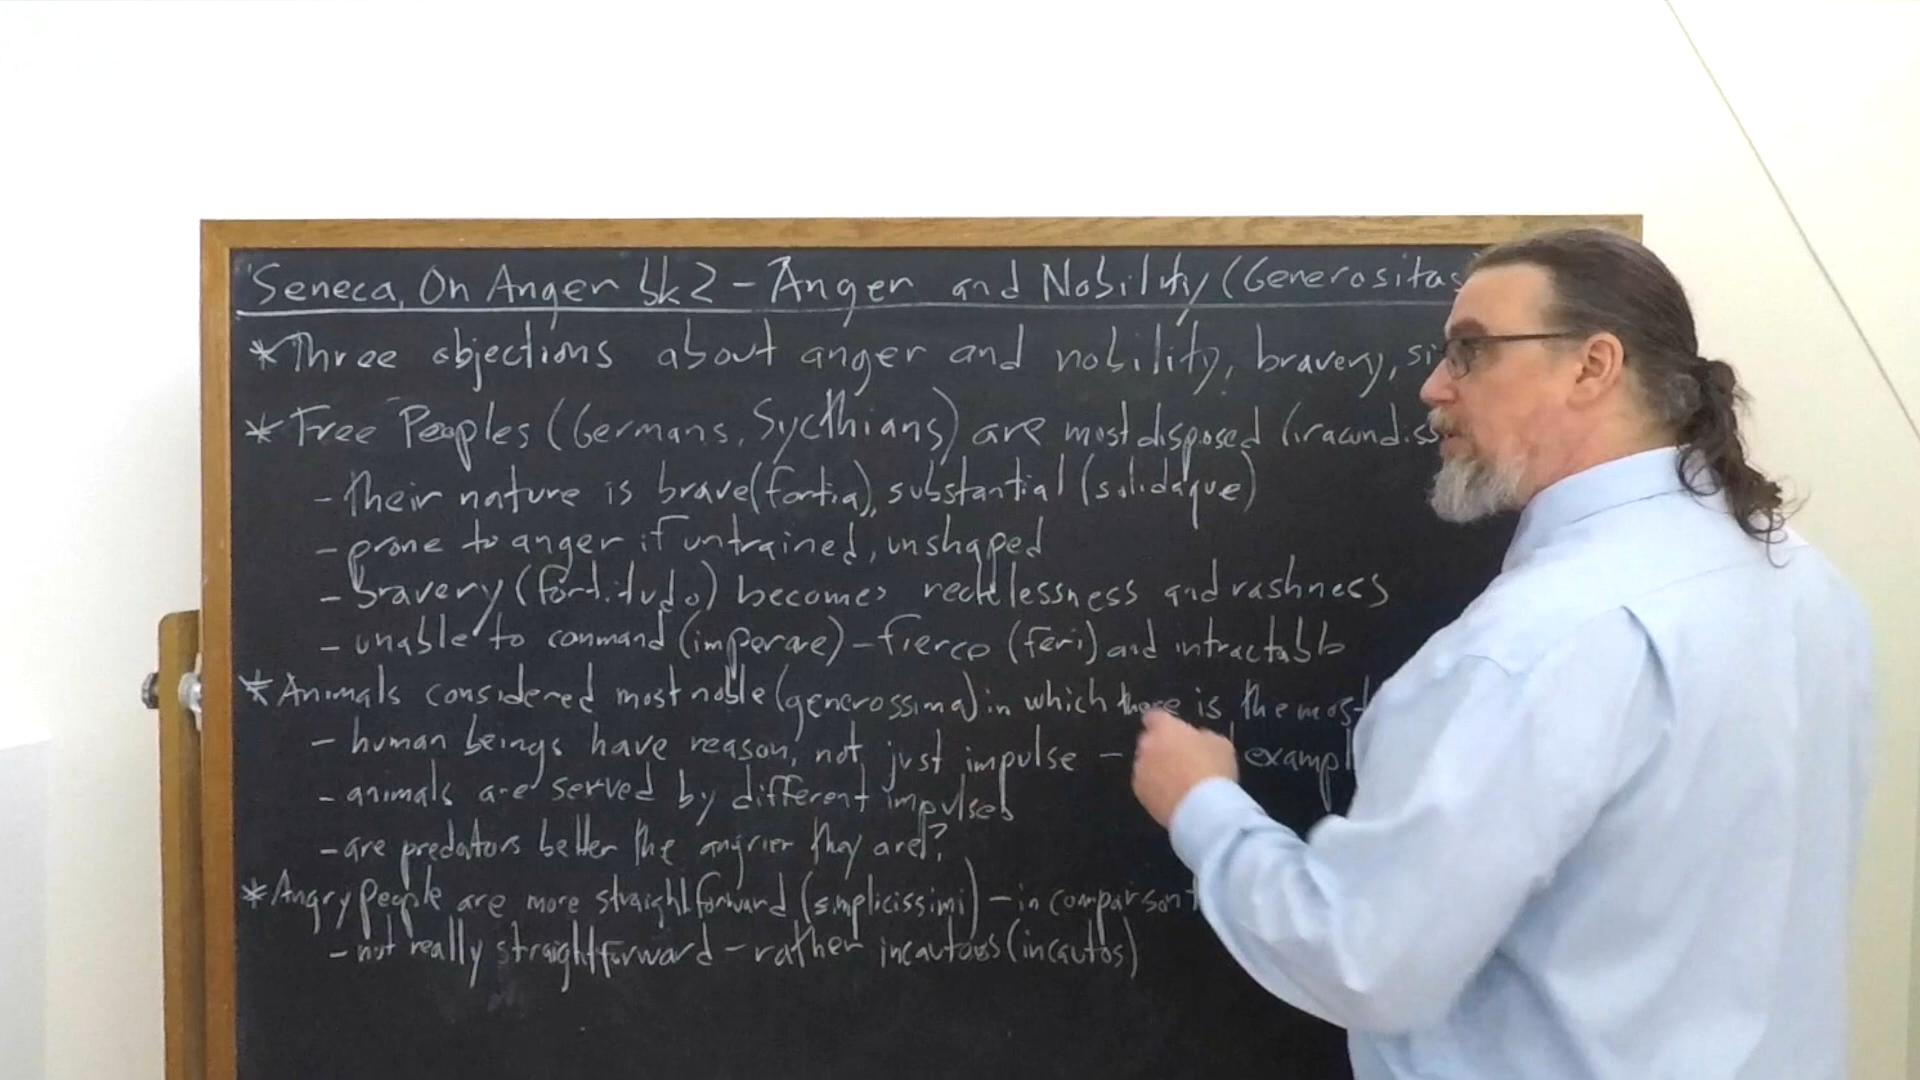 Seneca, On Anger bk 2 - Anger and Nobility (Generositas
* Three objections about anger and nobility, bravery, si
* Free Peoples (Germans, Sycthians) are most disposed (iracundiss
- their nature is brave (fortia), substantial (solidaque)
- prone to anger if untrained, unshaped
- bravery (fortitudo) becomes recklessness and rashness
- unable to command (imperare) - fierce (feri) and intractable
* Animals considered most noble (generossima) in which there is the most
- human beings have reason, not just impulse - exampl
- animals are served by different impulses
- are predators better the angrier they are?
* Angry people are more straightforward (simplicissimi) - in comparison t
- not really straightforward - rather incautous (incautos)